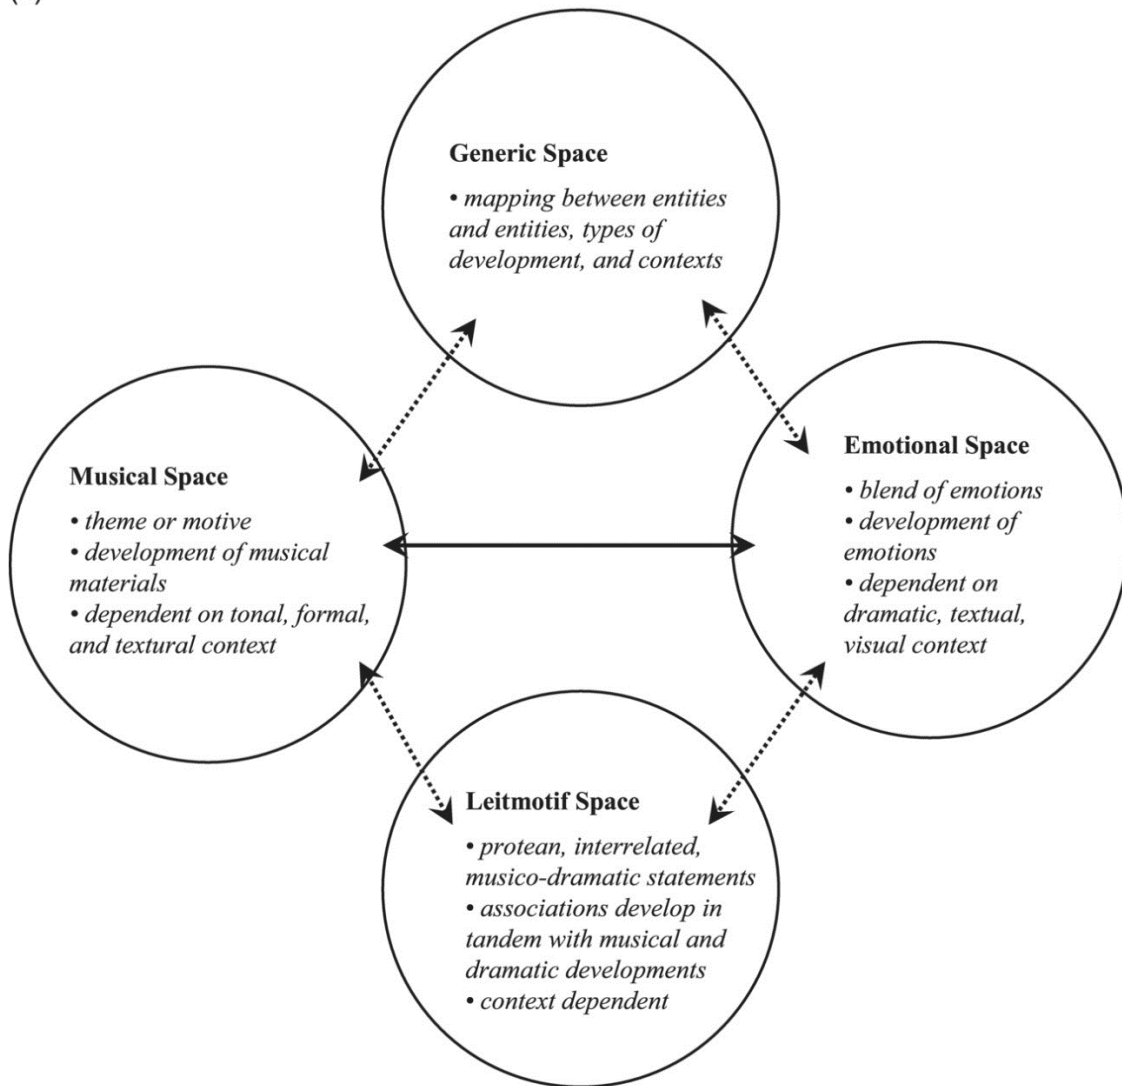 Generic Space
• mapping between entities
and entities, types of
development, and contexts
Musical Space
• theme or motive
• development of musical
materials
• dependent on tonal, formal,
and textural context
Emotional Space
• blend of emotions
• development of
emotions
• dependent on
dramatic, textual,
visual context
Leitmotif Space
• protean, interrelated,
musico-dramatic statements
• associations develop in
tandem with musical and
dramatic developments
• context dependent